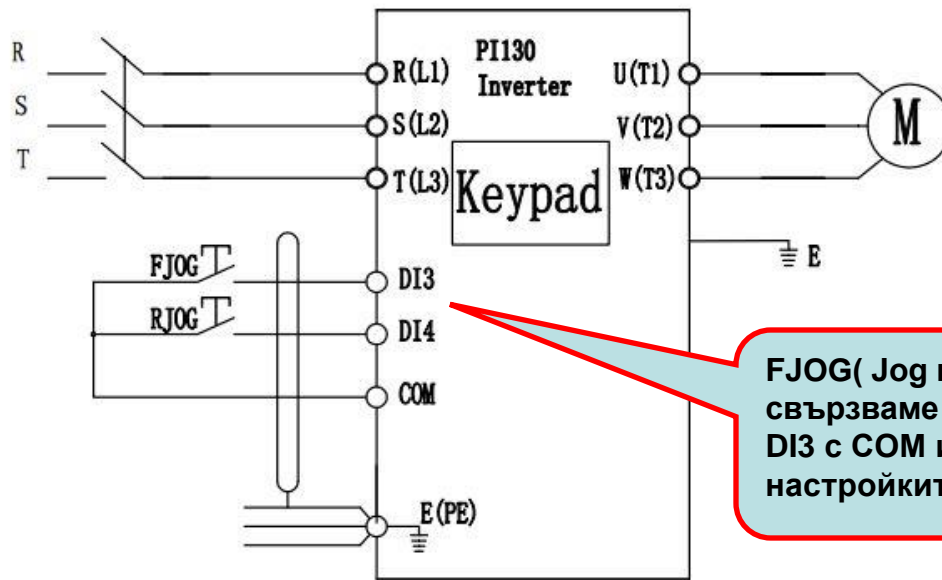 R
S
T
PI130
Inverter
R(L1)
S(L2)
T(L3)
U(T1)
V(T2)
W(T3)
M
Keypad
E
FJOG
RJOG
DI3
DI4
COM
E(PE)
FJOG( Jog
свързваме
DI3 с COM